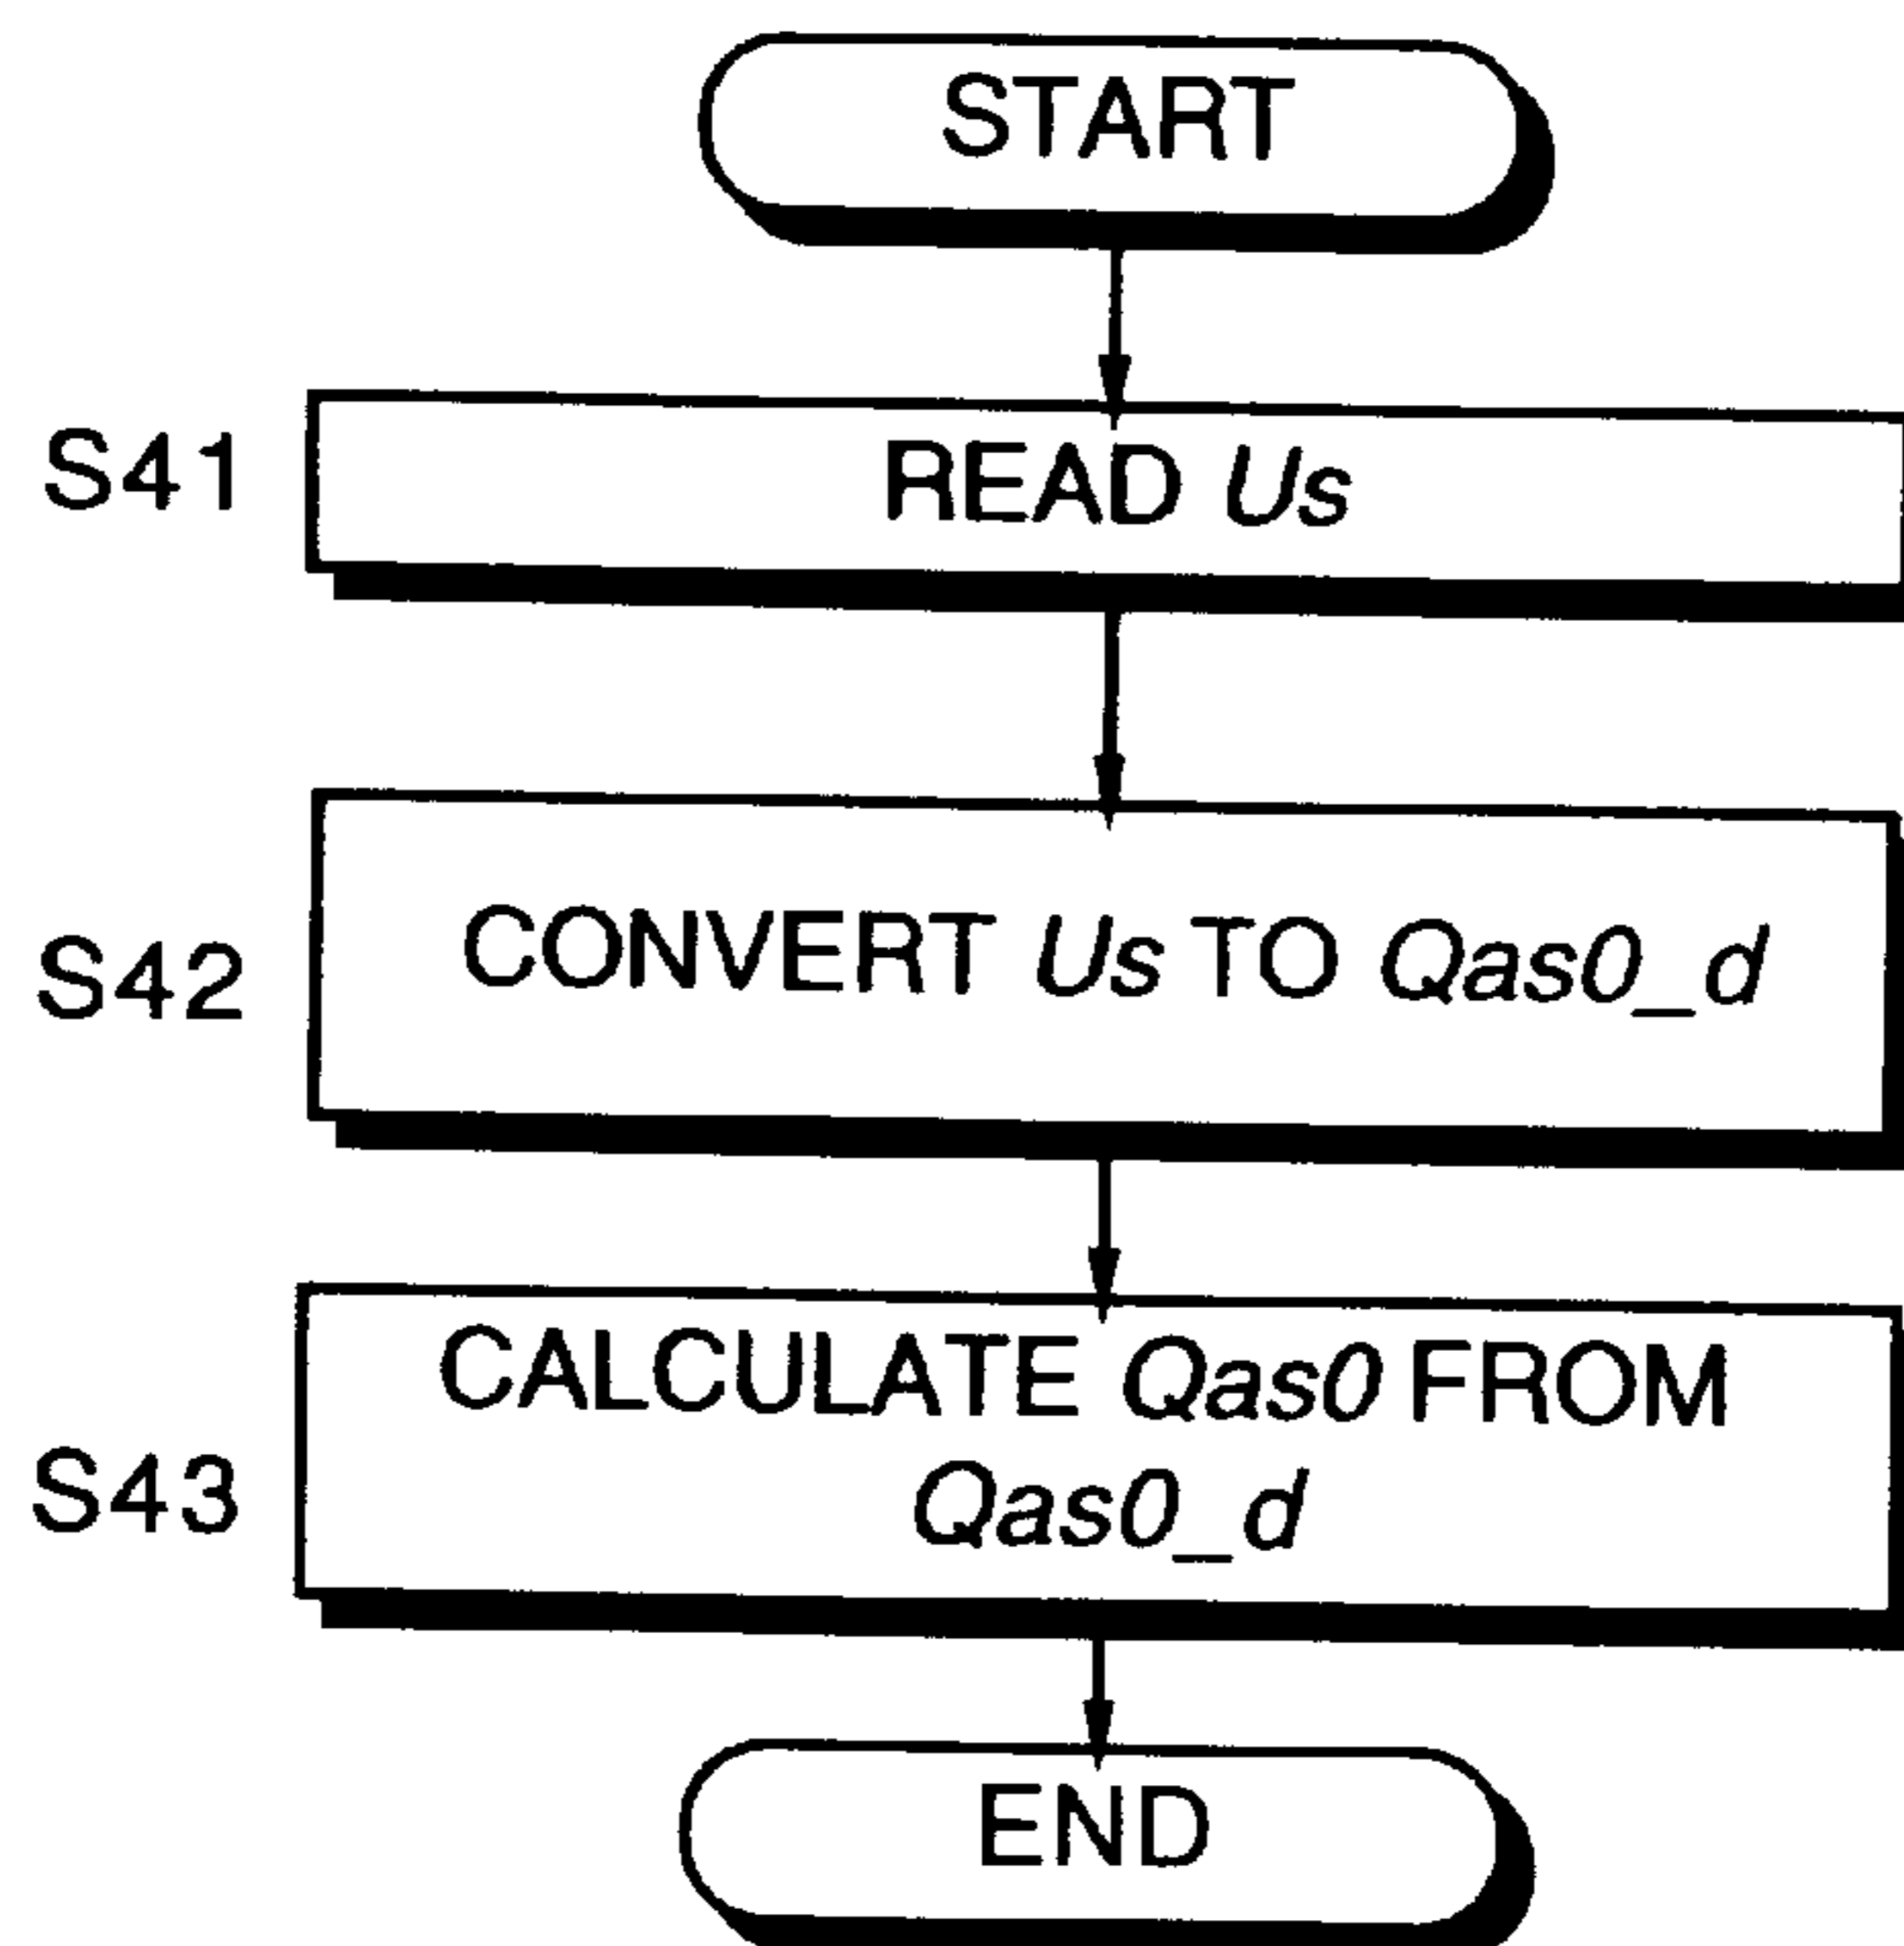 START
S41
READ Us
S42
CONVERT Us TO Qas0_d
CALCULATE Qas0 FROM
S43
Qas0_d
END